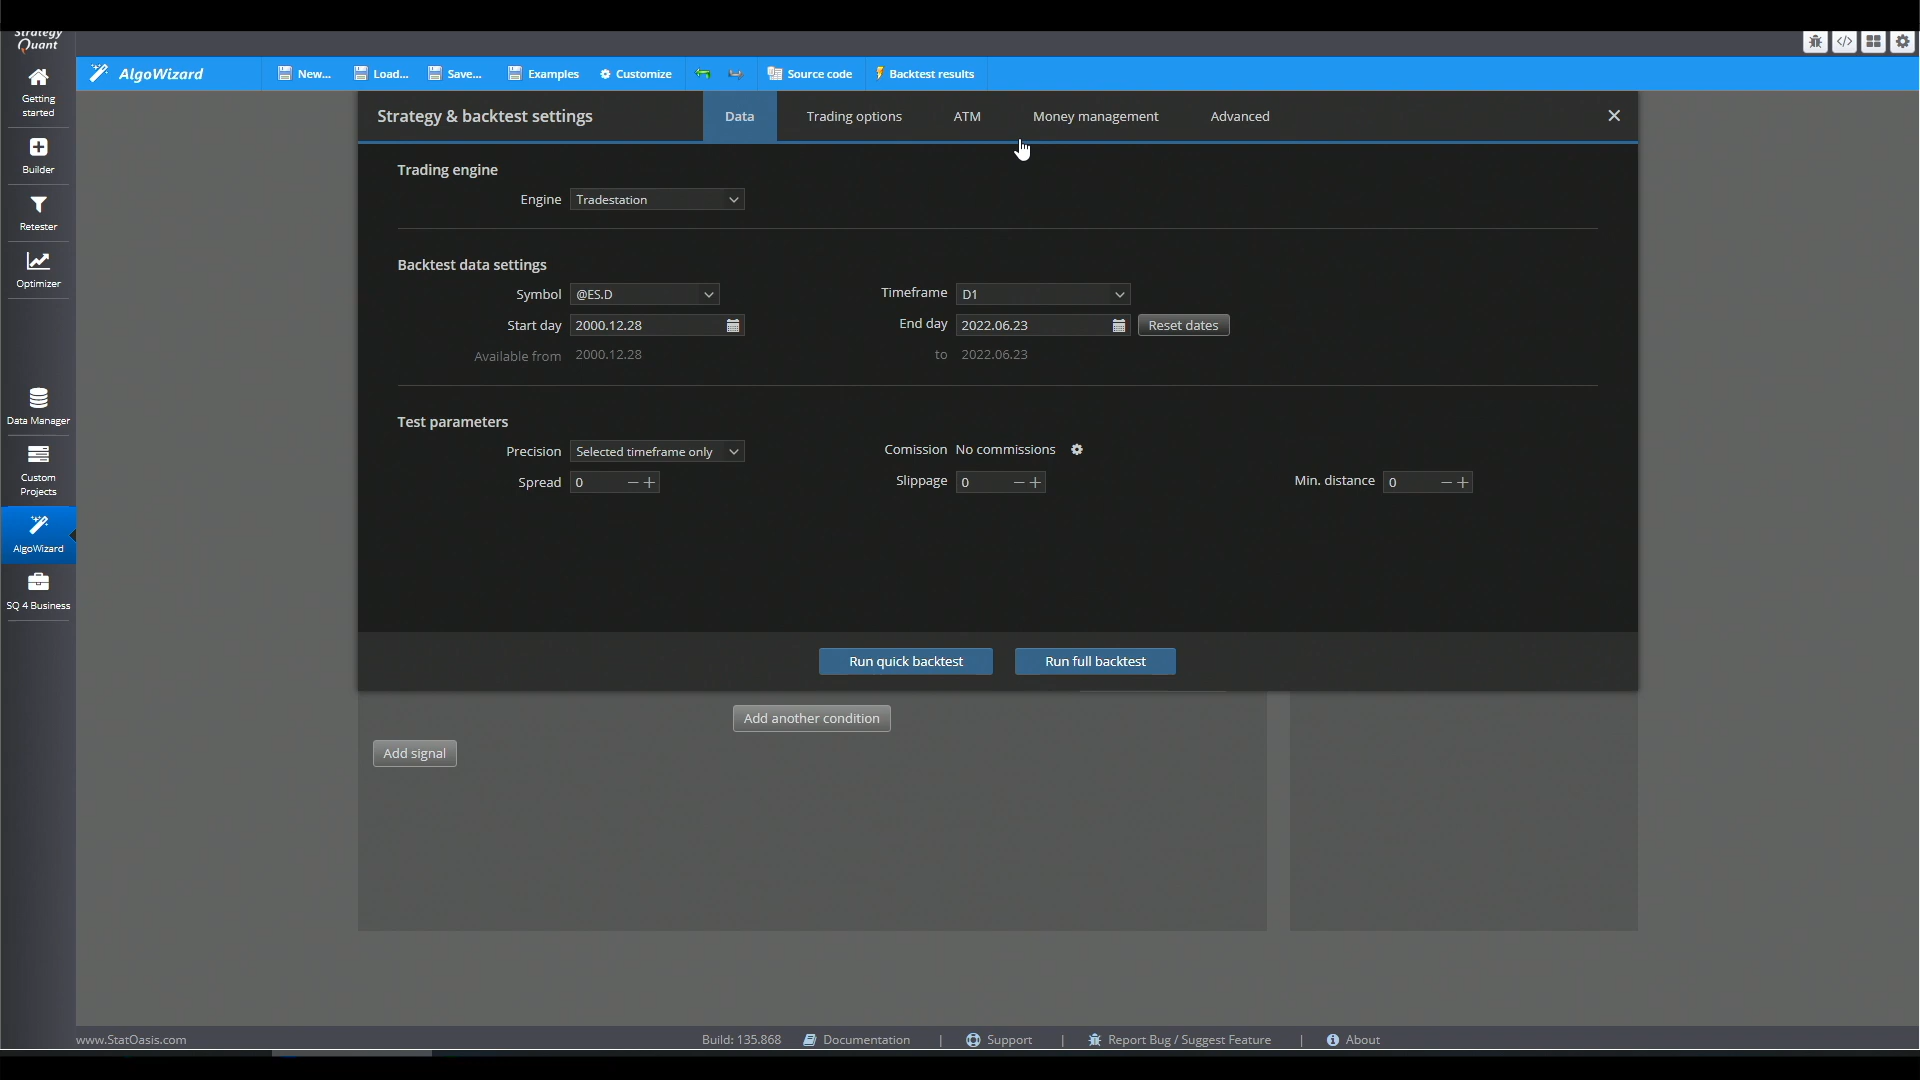 Strategy
Quant
AlgoWizard
New...
Load...
Save...
Examples
Customize
Source code
Backtest results
Getting
started
Builder
Retester
Optimizer
Data Manager
Custom
Projects
AlgoWizard
SQ 4 Business
Strategy & backtest settings
Data
Trading options
ATM
Money management
Advanced
Trading engine
Engine Tradestation
Backtest data settings
Symbol @ES.D
Timeframe D1
Start day 2000.12.28
End day 2022.06.23 Reset dates
Available from 2000.12.28
to 2022.06.23
Test parameters
Precision Selected timeframe only
Comission No commissions
Spread 0
Slippage 0
Min. distance 0
Run quick backtest
Run full backtest
Add another condition
Add signal
www.StatOasis.com
Build: 135.868
Documentation
|
Support
|
Report Bug / Suggest Feature
|
About